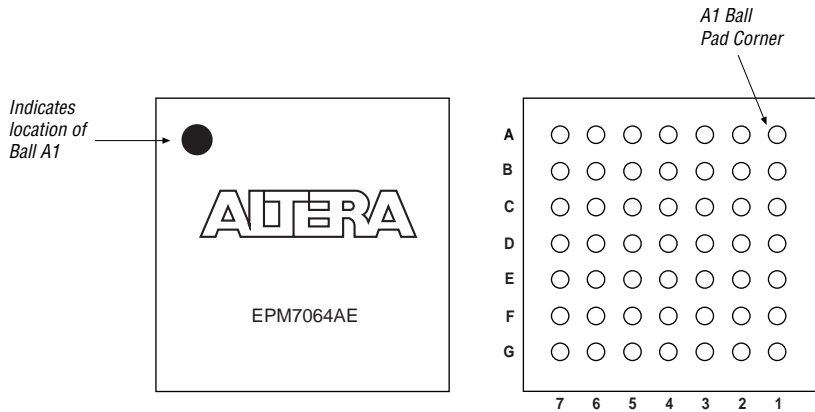 A1 Ball
Pad Corner
Indicates
location of
Ball A1
ALTERA
EPM7064AE
A
B
C
D
E
F
G
7 6 5 4 3 2 1